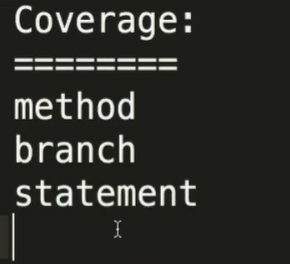 Coverage:
========
method
branch
statement